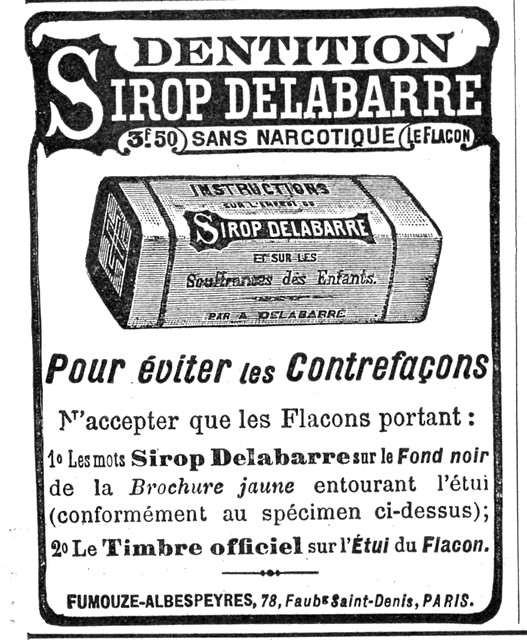 DENTITION
SIROP DELABARRE
3f.50 SANS NARCOTIQUE (LE FLACON
INSTRUCTIONS
SUR L'EMPLOI DU
SIROP DELABARRE
ET SUR LES
Souffrances des Enfants.
PAR A. DELABARRE
Pour éviter les Contrefaçons
N'accepter que les Flacons portant :
1o Les mots Sirop Delabarre sur le Fond noir
de la Brochure jaune entourant l'étui
(conformément au spécimen ci-dessus);
2o Le Timbre officiel sur l'Étui du Flacon.
FUMOUZE-ALBESPEYRES, 78, Faubg Saint-Denis, PARIS.